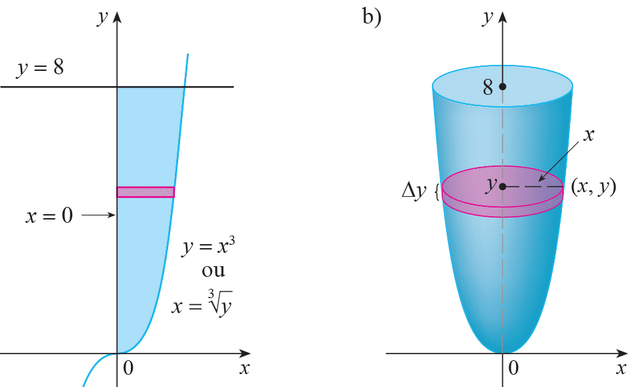 y
y = 8
x = 0
y = x³
ou
x = ∛y
0
x
b)
y
8
x
Δy {
y
(x, y)
0
x